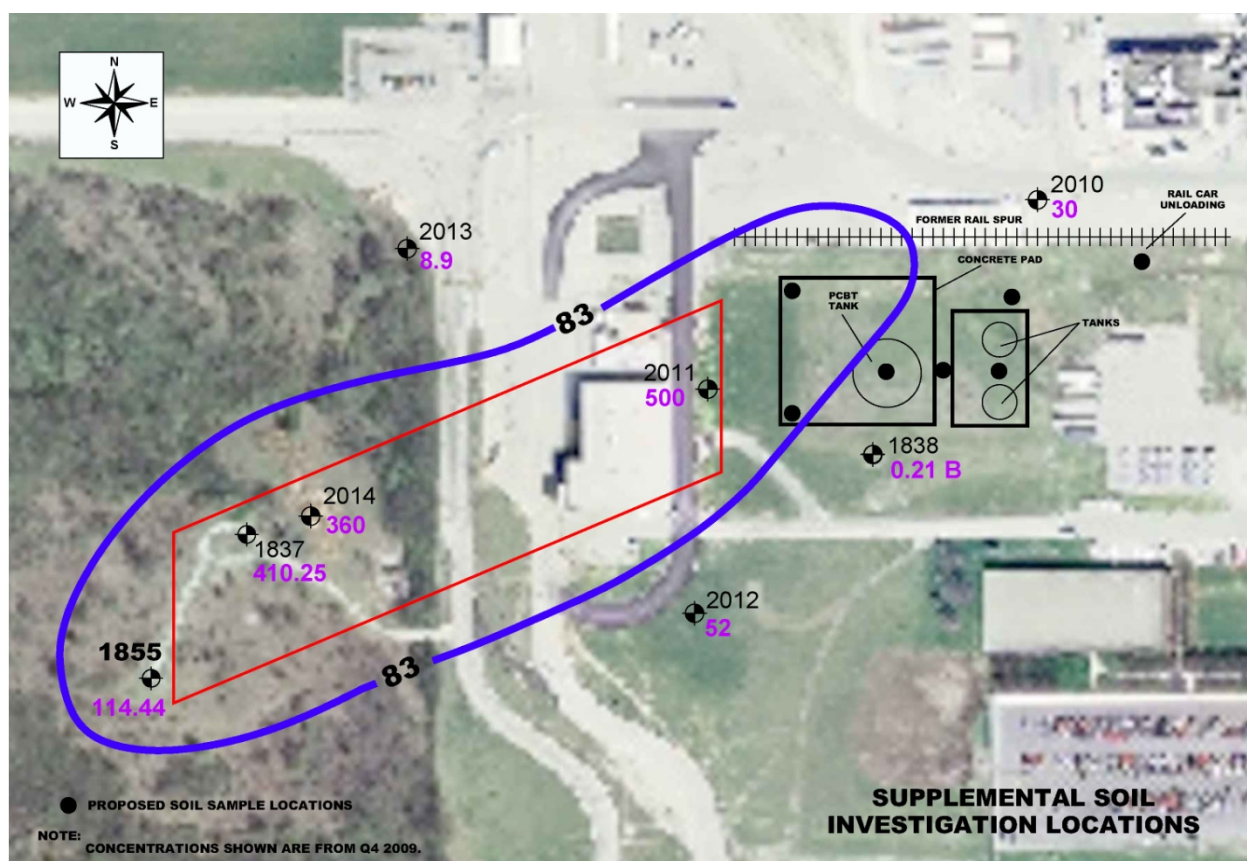 N
W E
S
2013
8.9
2010
30
RAIL CAR
UNLOADING
FORMER RAIL SPUR
CONCRETE PAD
PCBT
TANK
TANKS
83
2011
500
1838
0.21 B
2014
360
1837
410.25
2012
52
1855
114.44
83
PROPOSED SOIL SAMPLE LOCATIONS
NOTE:
CONCENTRATIONS SHOWN ARE FROM Q4 2009.
SUPPLEMENTAL SOIL
INVESTIGATION LOCATIONS